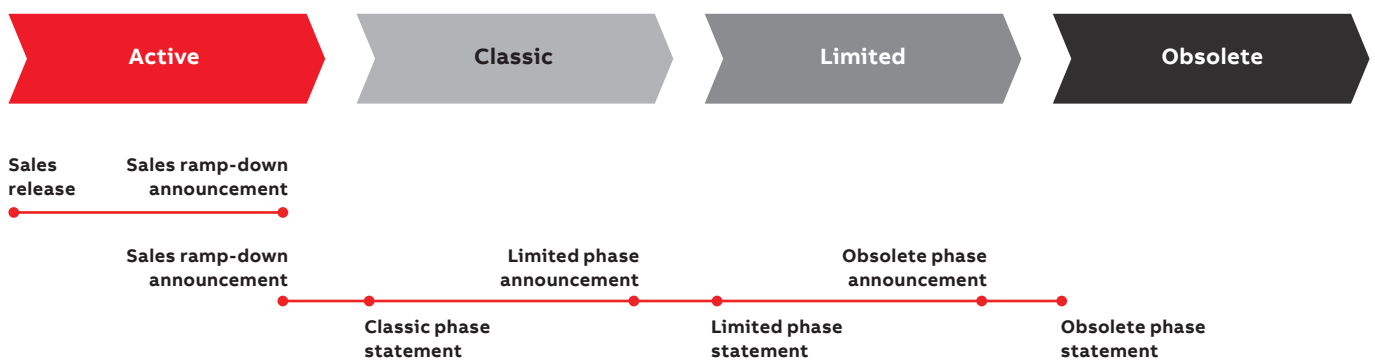 Active
Classic
Limited
Obsolete
Sales
release
Sales ramp-down
announcement
Sales ramp-down
announcement
Limited phase
announcement
Obsolete phase
announcement
Classic phase
statement
Limited phase
statement
Obsolete phase
statement